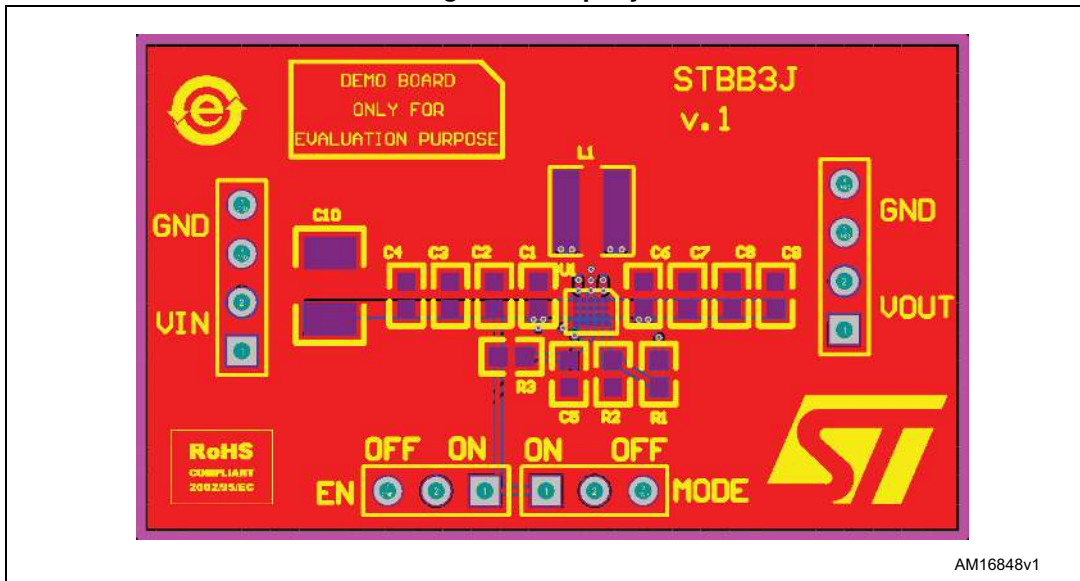 DEMO BOARD
ONLY FOR
EVALUATION PURPOSE
STBB3J
v.1
L1
GND
C10
GND
C4 C3 C2 C1
U1
C6 C7 C8 C9
VIN
VOUT
R3
C5 R2 R1
RoHS
COMPLIANT
2002/95/EC
OFF ON ON OFF
EN
MODE
ST
AM16848v1